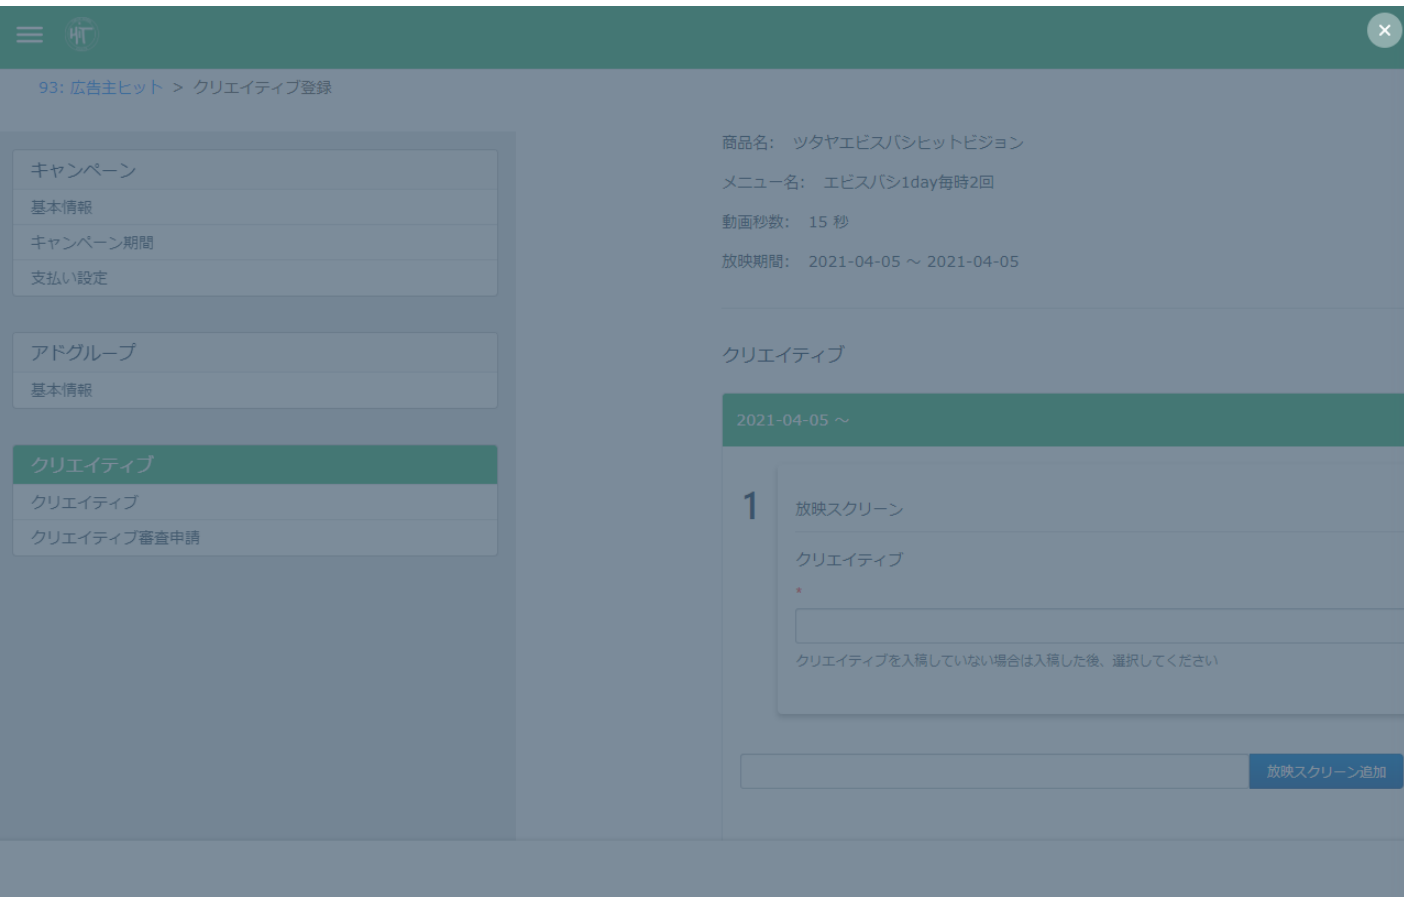 HIT
93: 広告主ヒット > クリエイティブ登録
キャンペーン
基本情報
キャンペーン期間
支払い設定
アドグループ
基本情報
クリエイティブ
クリエイティブ
クリエイティブ審査申請
商品名: ツタヤエビスバシヒットビジョン
メニュー名: エビスバシ1day毎時2回
動画秒数: 15 秒
放映期間: 2021-04-05 ～ 2021-04-05
クリエイティブ
2021-04-05 ～
1
放映スクリーン
クリエイティブ
*
クリエイティブを入稿していない場合は入稿した後、選択してください
放映スクリーン追加